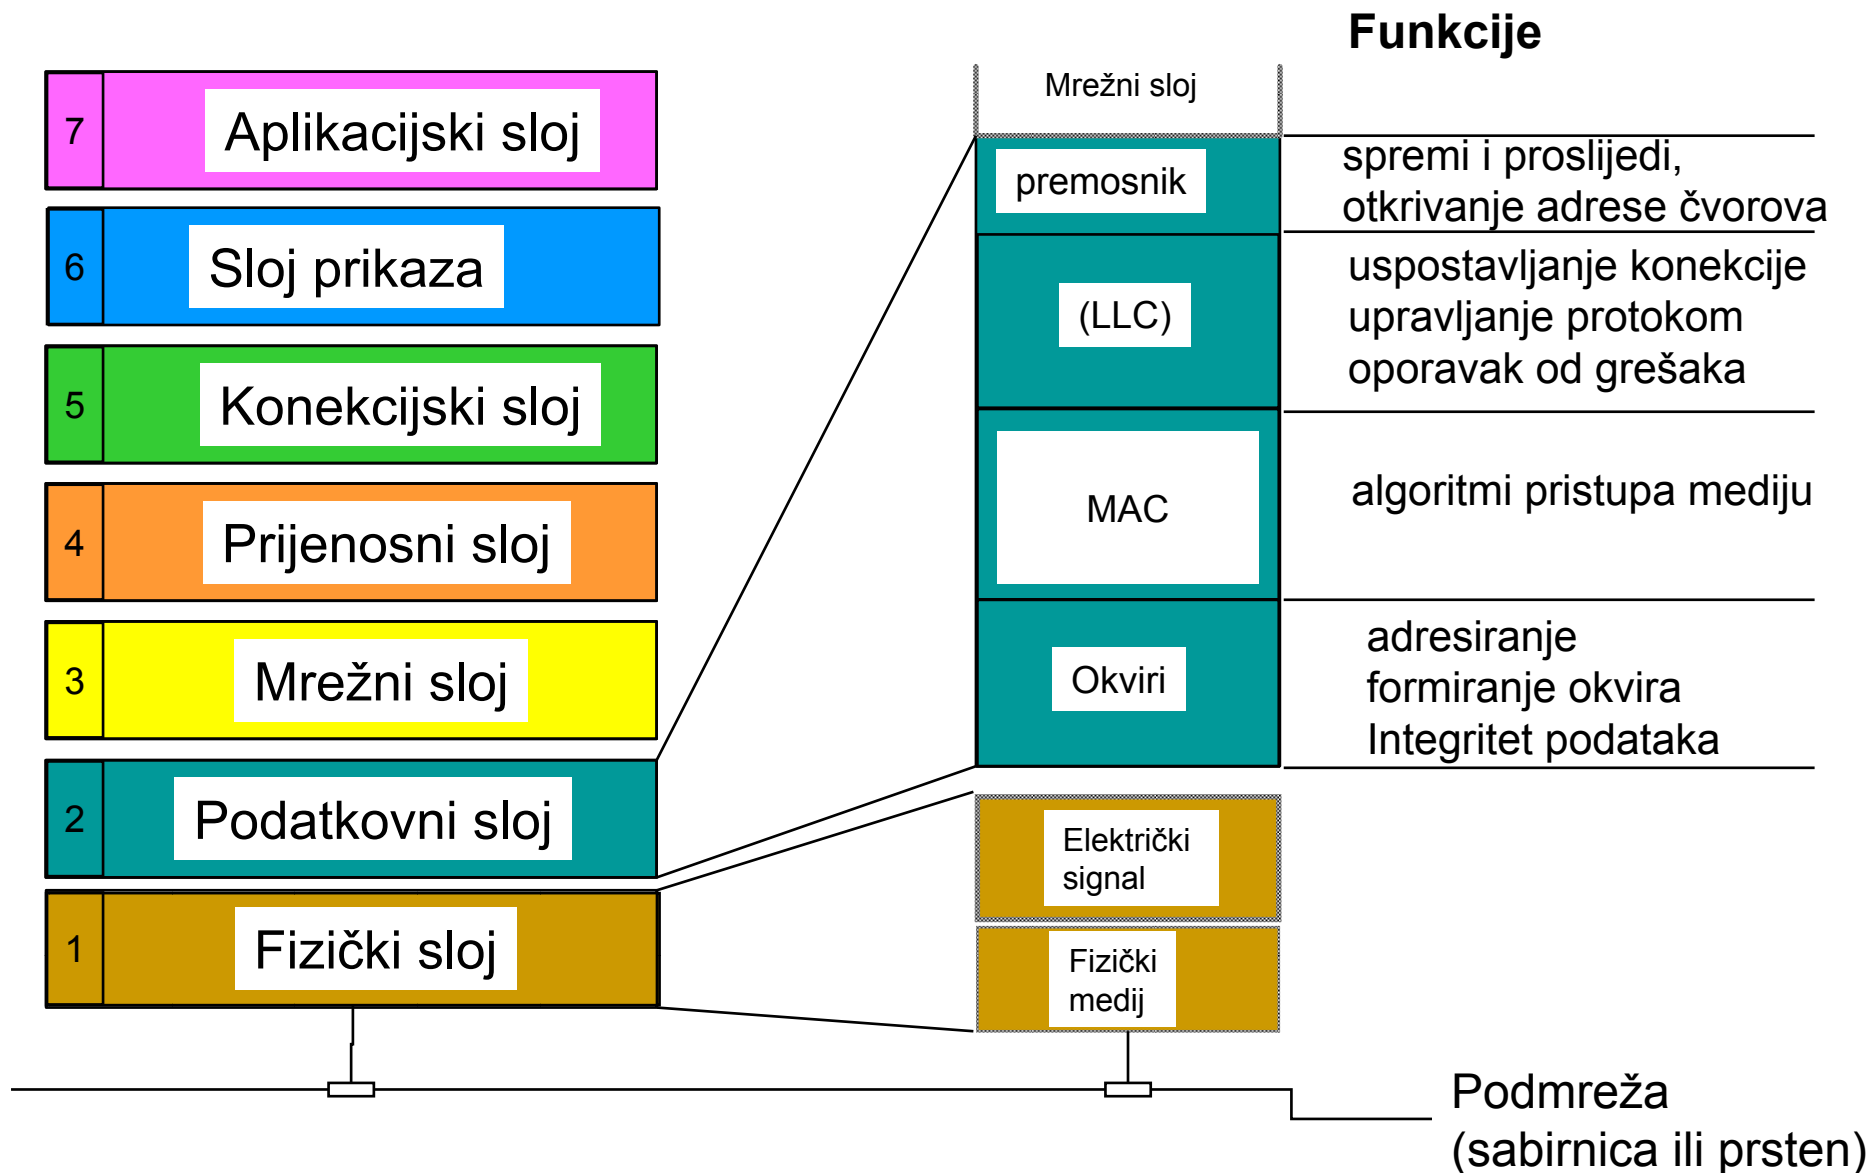 Funkcije
7
Aplikacijski sloj
6
Sloj prikaza
5
Konekcijski sloj
4
Prijenosni sloj
3
Mrežni sloj
2
Podatkovni sloj
1
Fizički sloj
Mrežni sloj
premosnik
spremi i proslijedi,
otkrivanje adrese čvorova
(LLC)
uspostavljanje konekcije
upravljanje protokom
oporavak od grešaka
MAC
algoritmi pristupa mediju
Okviri
adresiranje
formiranje okvira
Integritet podataka
Električki
signal
Fizički
medij
Podmreža
(sabirnica ili prsten)